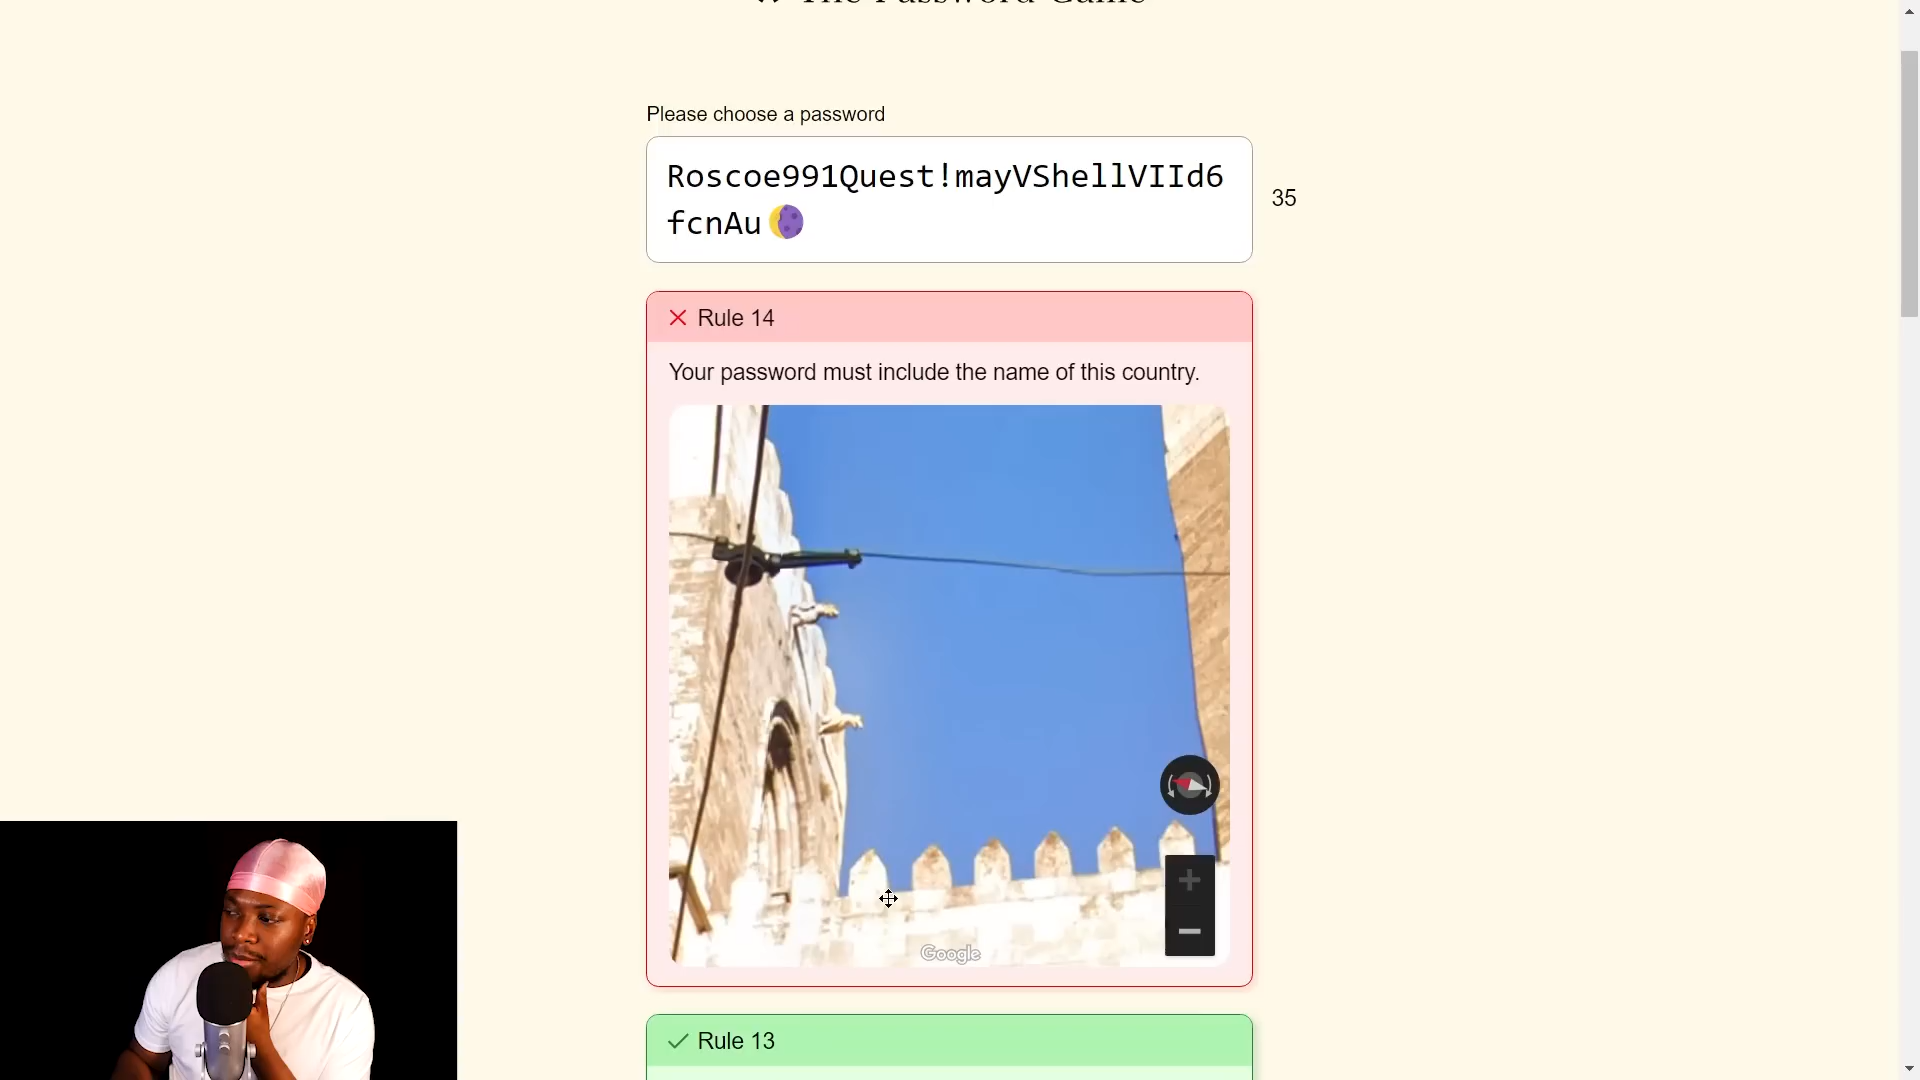 Please choose a password
Roscoe991Quest!mayVShellVIId6
fcnAu🌘
35
Rule 14
Your password must include the name of this country.
Google
Rule 13